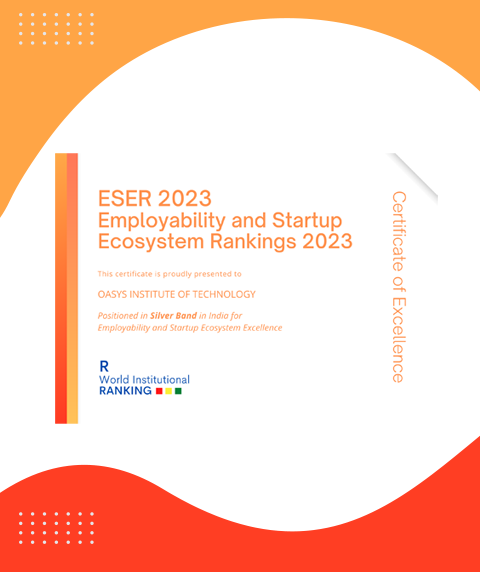 ESER 2023
Employability and Startup
Ecosystem Rankings 2023
This certificate is proudly presented to
OASYS INSTITUTE OF TECHNOLOGY
Positioned in Silver Band in India for
Employability and Startup Ecosystem Excellence
R
World Institutional
RANKING
Certificate of Excellence